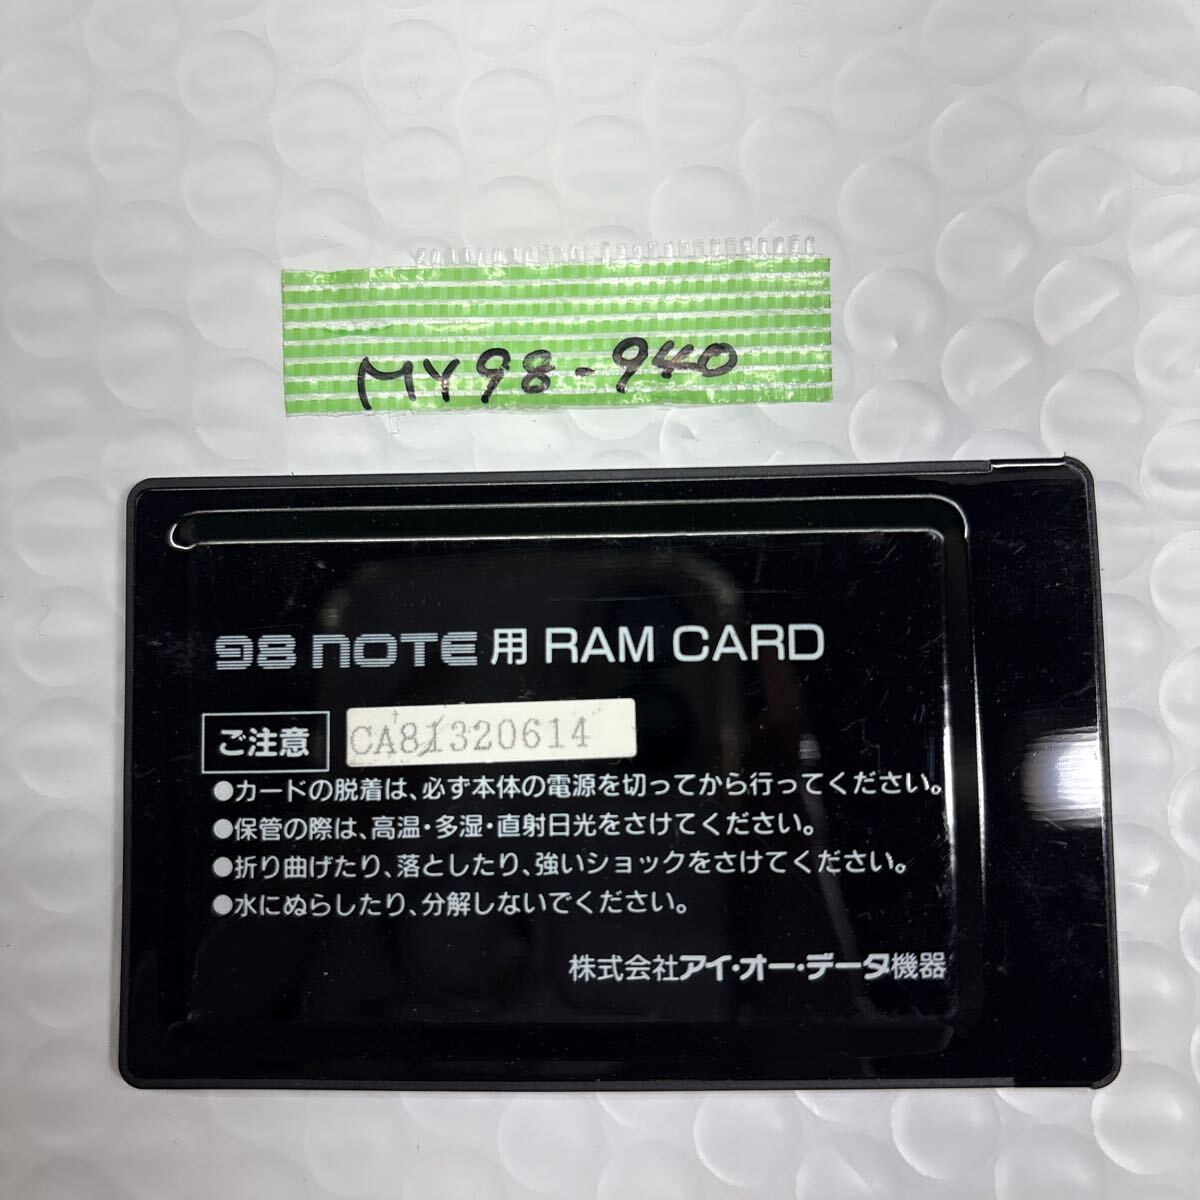 MY98-940
98 NOTE 用 RAM CARD
ご注意 CA81320614
●カードの脱着は、必ず本体の電源を切ってから行ってください。
●保管の際は、高温・多湿・直射日光をさけてください。
●折り曲げたり、落としたり、強いショックをさけてください。
●水にぬらしたり、分解しないでください。
株式会社アイ・オー・データ機器